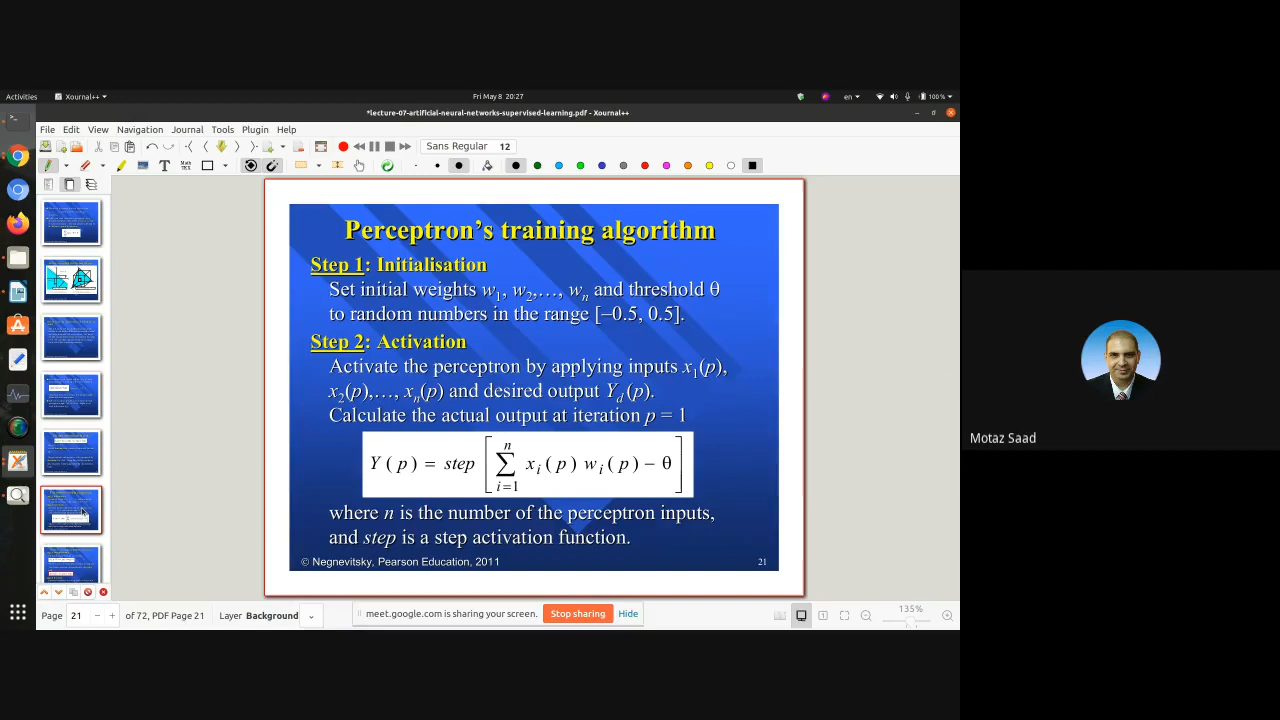 Activities
Xournal++
Fri May 8 20:27
en
100 %
*lecture-07-artificial-neural-networks-supervised-learning.pdf - Xournal++
File Edit View Navigation Journal Tools Plugin Help
Sans Regular 12
Perceptron's training algorithm
Step 1: Initialisation
Set initial weights w1, w2,…, wn and threshold θ
to random numbers in the range [−0.5, 0.5].
Step 2: Activation
Activate the perceptron by applying inputs x1(p),
x2(p),…, xn(p) and desired output Yd (p).
Calculate the actual output at iteration p = 1
Y ( p ) = step [ n ∑ i=1 xi ( p ) wi ( p ) − θ ]
where n is the number of the perceptron inputs,
and step is a step activation function.
© Negnevitsky, Pearson Education, 2011
21
Motaz Saad
Page 21 of 72, PDF Page 21
Layer Background
meet.google.com is sharing your screen. Stop sharing Hide
135%